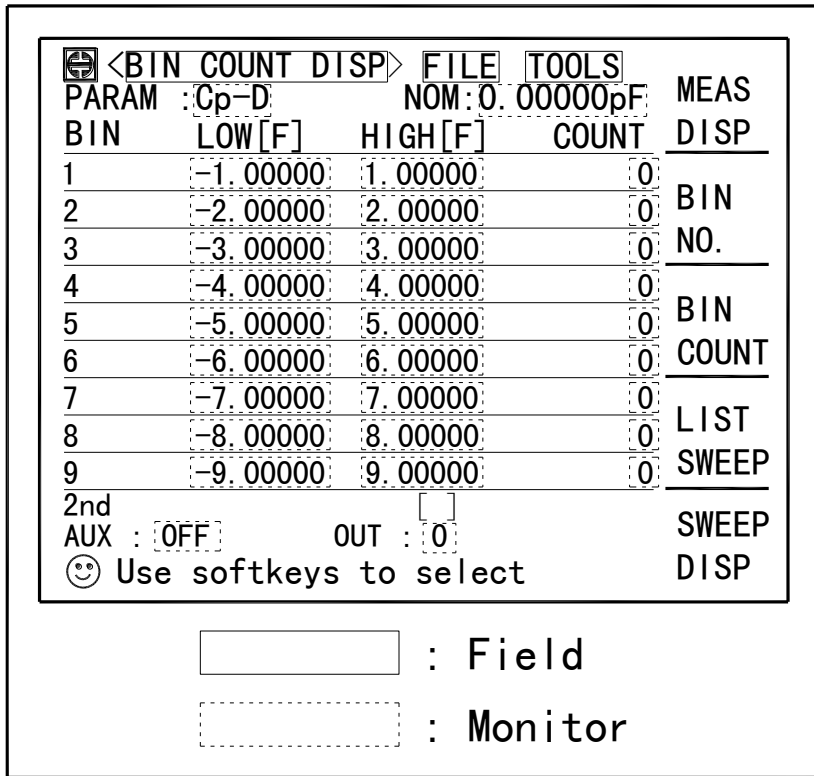 <BIN COUNT DISP> FILE TOOLS
PARAM :Cp-D NOM:0.00000pF
BIN LOW[F] HIGH[F] COUNT
1 -1.00000 1.00000 0
2 -2.00000 2.00000 0
3 -3.00000 3.00000 0
4 -4.00000 4.00000 0
5 -5.00000 5.00000 0
6 -6.00000 6.00000 0
7 -7.00000 7.00000 0
8 -8.00000 8.00000 0
9 -9.00000 9.00000 0
2nd [ ]
AUX : OFF OUT : 0
Use softkeys to select
MEAS
DISP
BIN
NO.
BIN
COUNT
LIST
SWEEP
SWEEP
DISP
: Field
: Monitor